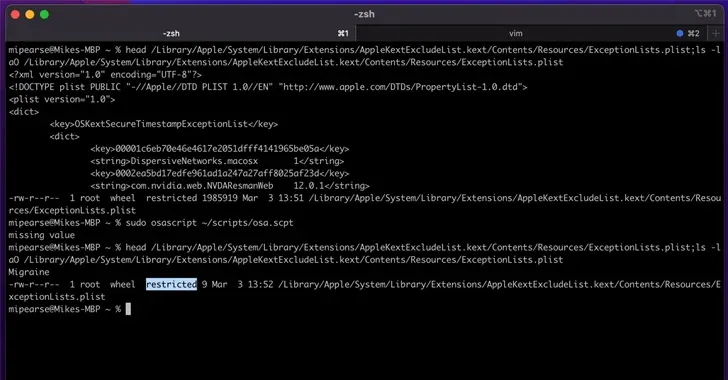 -zsh
⌥⌘1
-zsh ⌘1 vim ⌘2 +
mipearse@Mikes-MBP ~ % head /Library/Apple/System/Library/Extensions/AppleKextExcludeList.kext/Contents/Resources/ExceptionLists.plist;ls -l
aO /Library/Apple/System/Library/Extensions/AppleKextExcludeList.kext/Contents/Resources/ExceptionLists.plist
<?xml version="1.0" encoding="UTF-8"?>
<!DOCTYPE plist PUBLIC "-//Apple//DTD PLIST 1.0//EN" "http://www.apple.com/DTDs/PropertyList-1.0.dtd">
<plist version="1.0">
<dict>
<key>OSKextSecureTimestampExceptionList</key>
<dict>
<key>00001c6eb70e46e4617e2051dfff4141965be05a</key>
<string>DispersiveNetworks.macosx 1</string>
<key>0002ea5bd17edfe961ad1a247a27aff8025af23d</key>
<string>com.nvidia.web.NVDAResmanWeb 12.0.1</string>
-rw-r--r-- 1 root wheel restricted 1985919 Mar 3 13:51 /Library/Apple/System/Library/Extensions/AppleKextExcludeList.kext/Contents/Resou
rces/ExceptionLists.plist
mipearse@Mikes-MBP ~ % sudo osascript ~/scripts/osa.scpt
missing value
mipearse@Mikes-MBP ~ % head /Library/Apple/System/Library/Extensions/AppleKextExcludeList.kext/Contents/Resources/ExceptionLists.plist;ls -l
aO /Library/Apple/System/Library/Extensions/AppleKextExcludeList.kext/Contents/Resources/ExceptionLists.plist
Migraine
-rw-r--r-- 1 root wheel restricted 9 Mar 3 13:52 /Library/Apple/System/Library/Extensions/AppleKextExcludeList.kext/Contents/Resources/E
xceptionLists.plist
mipearse@Mikes-MBP ~ %